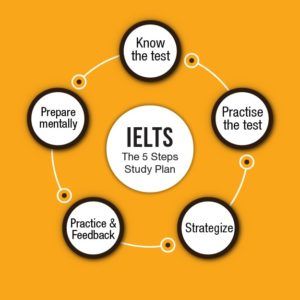 Know
the test
Practise
the test
Strategize
Practice &
Feedback
Prepare
mentally
IELTS
The 5 Steps
Study Plan